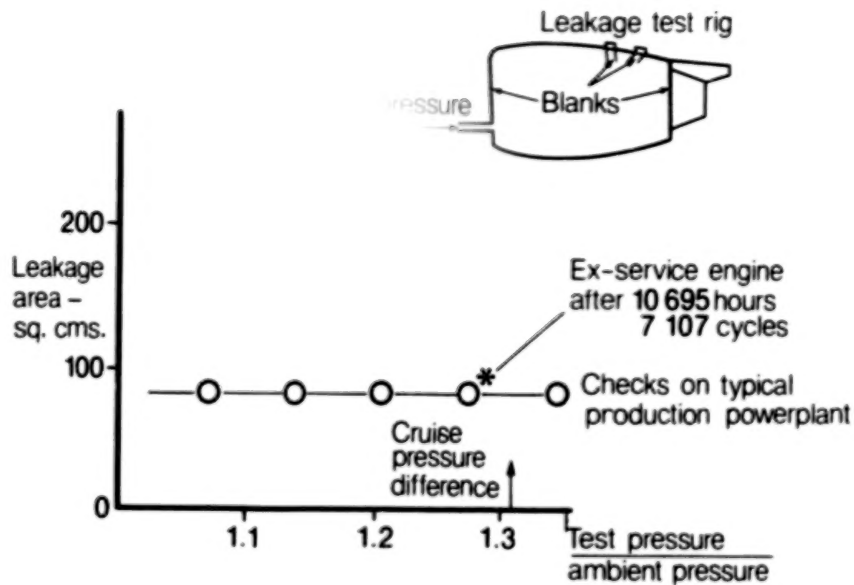 Leakage test rig
Blanks
200
Leakage
area –
sq. cms.
100
0
Ex-service engine
after 10 695 hours
7 107 cycles
*
Checks on typical
production powerplant
Cruise
pressure
difference
1.1
1.2
1.3
Test pressure
ambient pressure